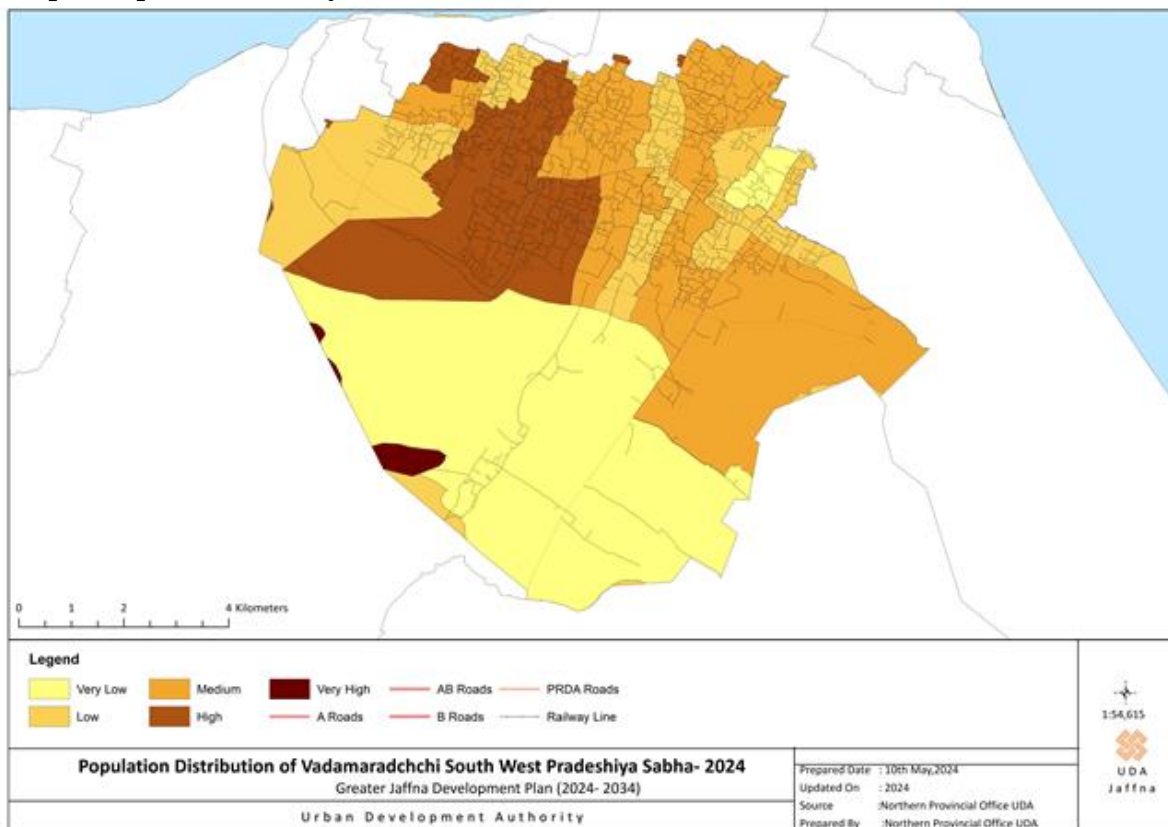 0 1 2 4 Kilometers
Legend
Very Low Medium Very High AB Roads PRDA Roads
Low High A Roads B Roads Railway Line
1:54,615
UDA
Jaffna
Population Distribution of Vadamaradchchi South West Pradeshiya Sabha- 2024
Greater Jaffna Development Plan (2024- 2034)
Urban Development Authority
Prepared Date : 10th May,2024
Updated On : 2024
Source :Northern Provincial Office UDA
Prepared By :Northern Provincial Office UDA